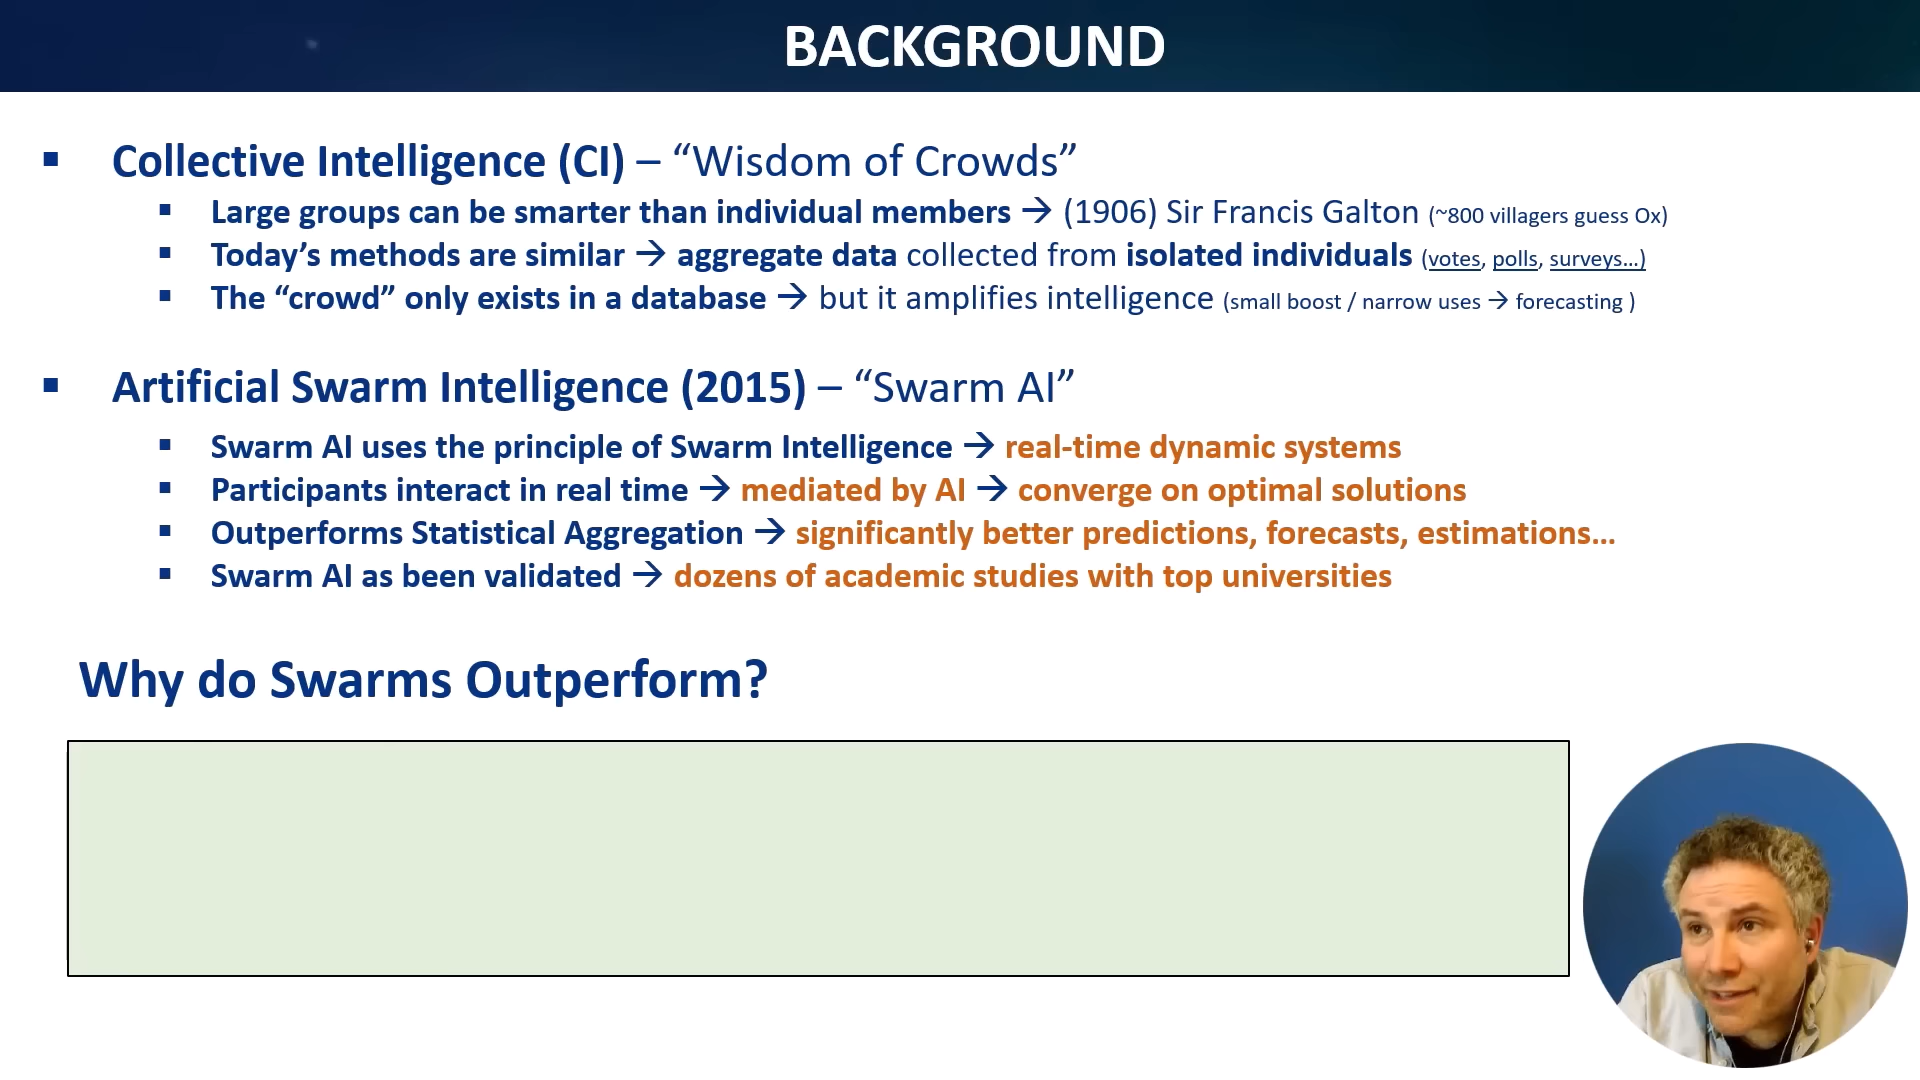 BACKGROUND
▪ Collective Intelligence (CI) – “Wisdom of Crowds”
▪ Large groups can be smarter than individual members → (1906) Sir Francis Galton (~800 villagers guess Ox)
▪ Today’s methods are similar → aggregate data collected from isolated individuals (votes, polls, surveys…)
▪ The “crowd” only exists in a database → but it amplifies intelligence (small boost / narrow uses → forecasting )
▪ Artificial Swarm Intelligence (2015) – “Swarm AI”
▪ Swarm AI uses the principle of Swarm Intelligence → real-time dynamic systems
▪ Participants interact in real time → mediated by AI → converge on optimal solutions
▪ Outperforms Statistical Aggregation → significantly better predictions, forecasts, estimations…
▪ Swarm AI as been validated → dozens of academic studies with top universities
Why do Swarms Outperform?